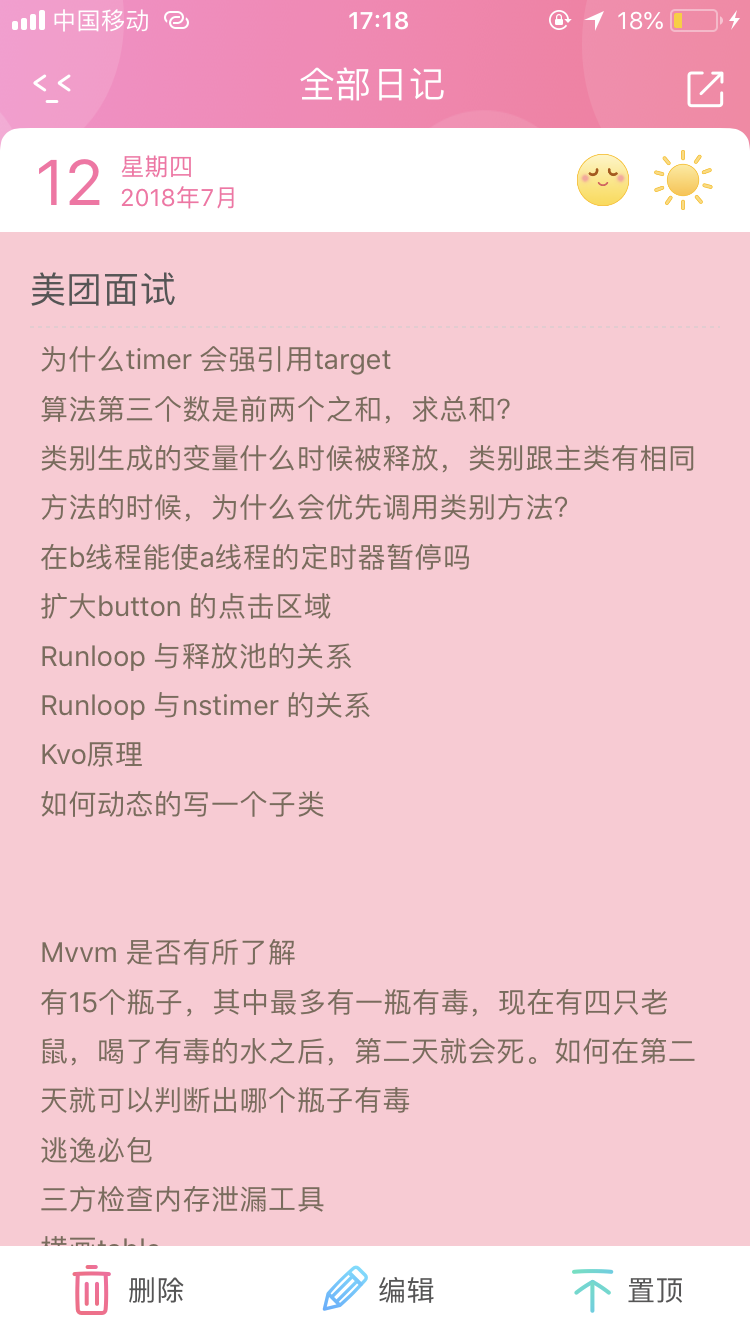 中国移动
17:18
18%
全部日记
12
星期四
2018年7月
美团面试
为什么timer 会强引用target
算法第三个数是前两个之和，求总和?
类别生成的变量什么时候被释放，类别跟主类有相同
方法的时候，为什么会优先调用类别方法?
在b线程能使a线程的定时器暂停吗
扩大button 的点击区域
Runloop 与释放池的关系
Runloop 与nstimer 的关系
Kvo原理
如何动态的写一个子类
Mvvm 是否有所了解
有15个瓶子，其中最多有一瓶有毒，现在有四只老
鼠，喝了有毒的水之后，第二天就会死。如何在第二
天就可以判断出哪个瓶子有毒
逃逸必包
三方检查内存泄漏工具
删除
编辑
置顶